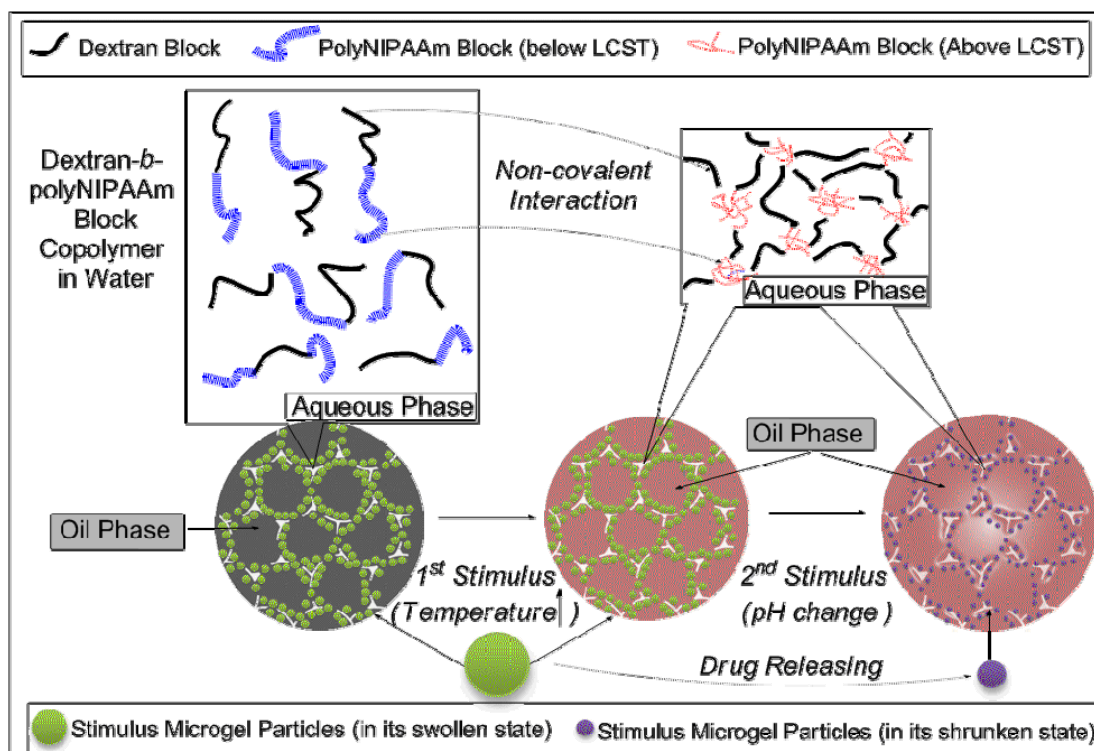 Dextran Block
PolyNIPAAm Block (below LCST)
PolyNIPAAm Block (Above LCST)
Dextran-b-
polyNIPAAm
Block
Copolymer
in Water
Non-covalent
Interaction
Aqueous Phase
Aqueous Phase
Oil Phase
Oil Phase
1st Stimulus
(Temperature )
2nd Stimulus
(pH change )
Drug Releasing
Stimulus Microgel Particles (in its swollen state)
Stimulus Microgel Particles (in its shrunken state)